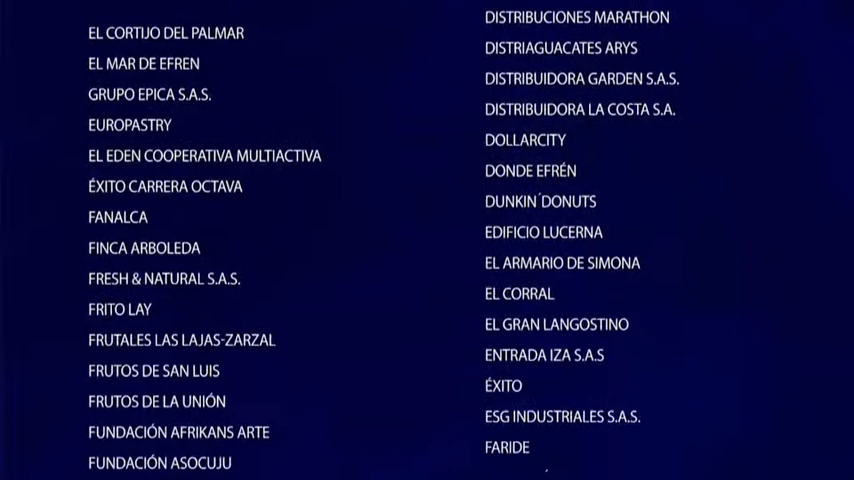 EL CORTIJO DEL PALMAR
EL MAR DE EFREN
GRUPO EPICA S.A.S.
EUROPASTRY
EL EDEN COOPERATIVA MULTIACTIVA
ÉXITO CARRERA OCTAVA
FANALCA
FINCA ARBOLEDA
FRESH & NATURAL S.A.S.
FRITO LAY
FRUTALES LAS LAJAS-ZARZAL
FRUTOS DE SAN LUIS
FRUTOS DE LA UNIÓN
FUNDACIÓN AFRIKANS ARTE
FUNDACIÓN ASOCUJU
DISTRIBUCIONES MARATHON
DISTRIAGUACATES ARYS
DISTRIBUIDORA GARDEN S.A.S.
DISTRIBUIDORA LA COSTA S.A.
DOLLARCITY
DONDE EFRÉN
DUNKIN´DONUTS
EDIFICIO LUCERNA
EL ARMARIO DE SIMONA
EL CORRAL
EL GRAN LANGOSTINO
ENTRADA IZA S.A.S
ÉXITO
ESG INDUSTRIALES S.A.S.
FARIDE